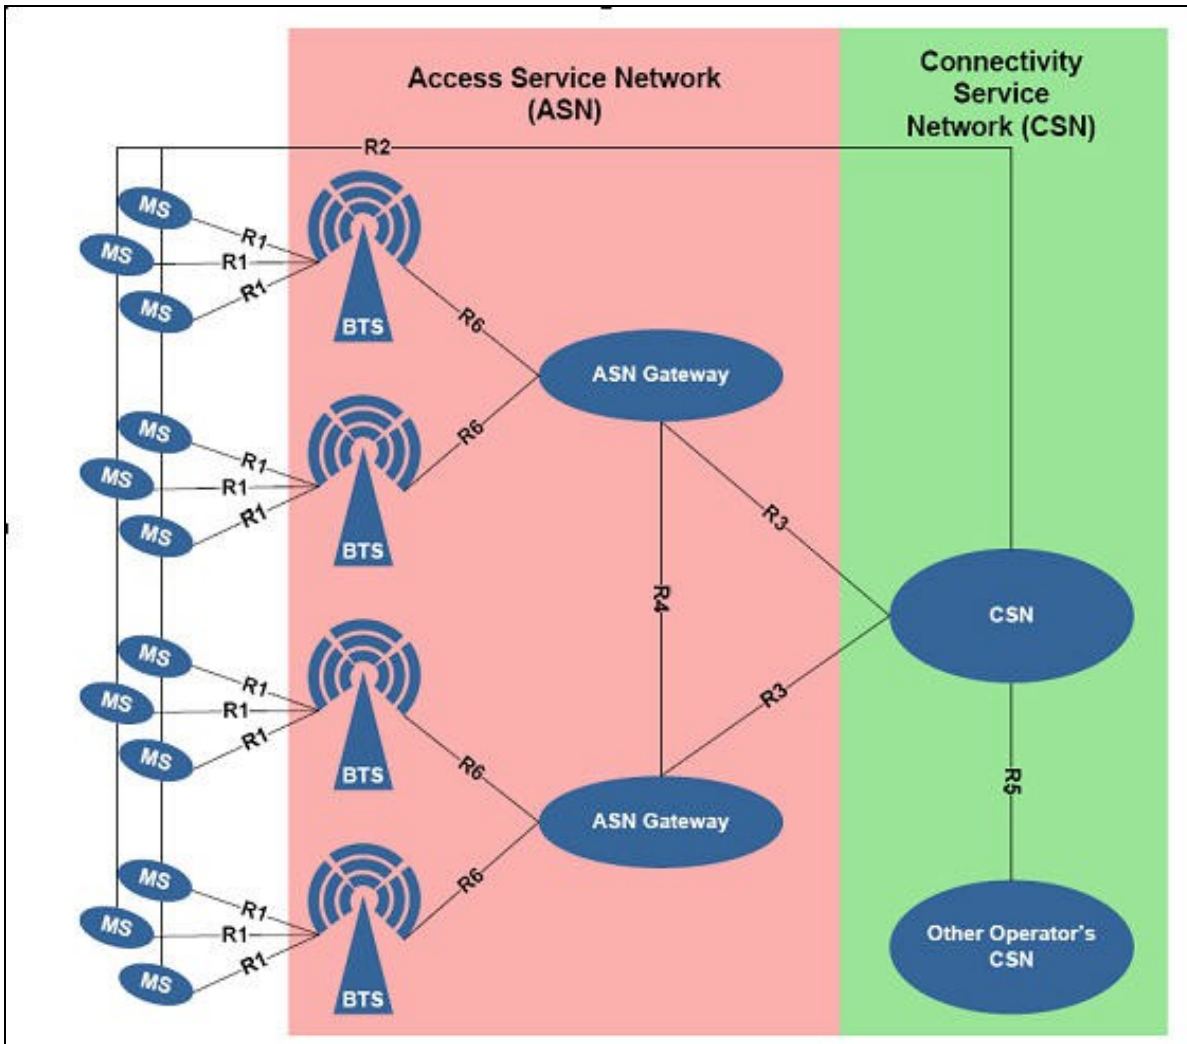 Access Service Network
(ASN)
Connectivity
Service
Network (CSN)
R2
MS
MS
MS
R1
R1
R1
BTS
R6
ASN Gateway
R6
MS
MS
MS
R1
R1
R1
BTS
R3
R4
CSN
R3
MS
MS
MS
R1
R1
R1
BTS
R6
ASN Gateway
R6
R5
MS
MS
MS
R1
R1
R1
BTS
Other Operator's
CSN